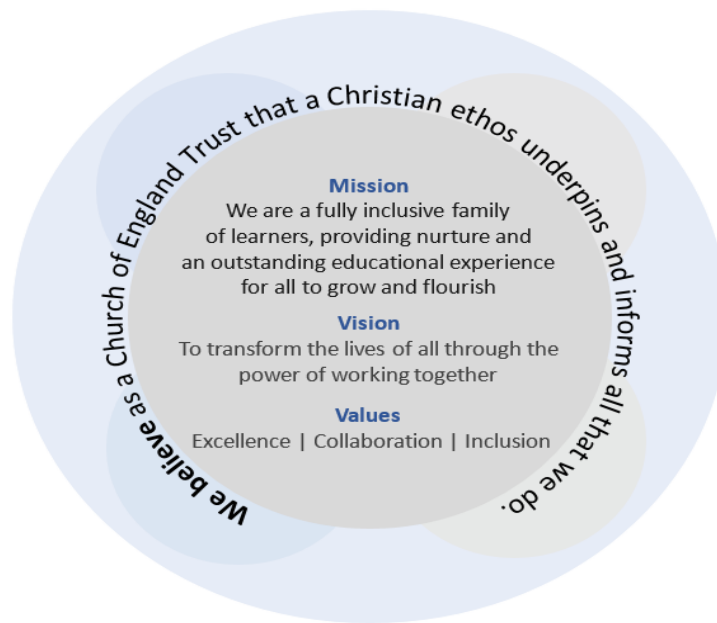 We believe as a Church of England Trust that a Christian ethos underpins and informs all that we do.
Mission
We are a fully inclusive family
of learners, providing nurture and
an outstanding educational experience
for all to grow and flourish
Vision
To transform the lives of all through the
power of working together
Values
Excellence | Collaboration | Inclusion